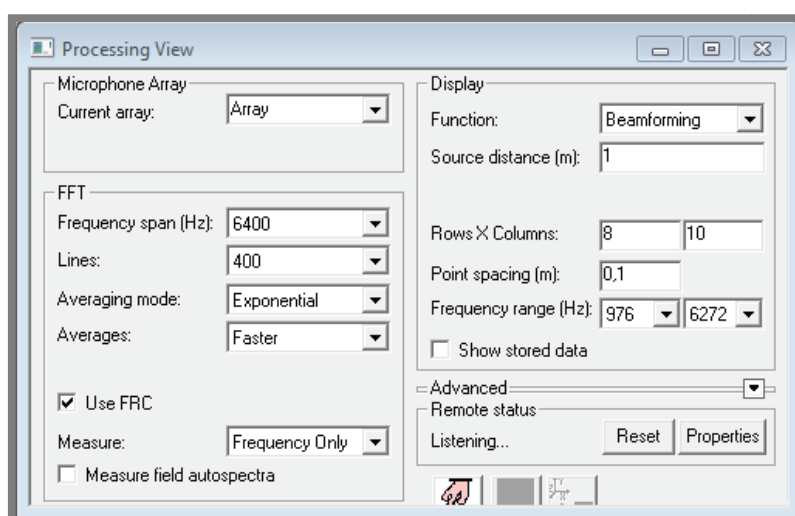 Processing View
Microphone Array
Current array: Array
FFT
Frequency span (Hz): 6400
Lines: 400
Averaging mode: Exponential
Averages: Faster
Use FRC
Measure: Frequency Only
Measure field autospectra
Display
Function: Beamforming
Source distance (m): 1
Rows X Columns: 8 10
Point spacing (m): 0,1
Frequency range (Hz): 976 6272
Show stored data
Advanced
Remote status
Listening... Reset Properties